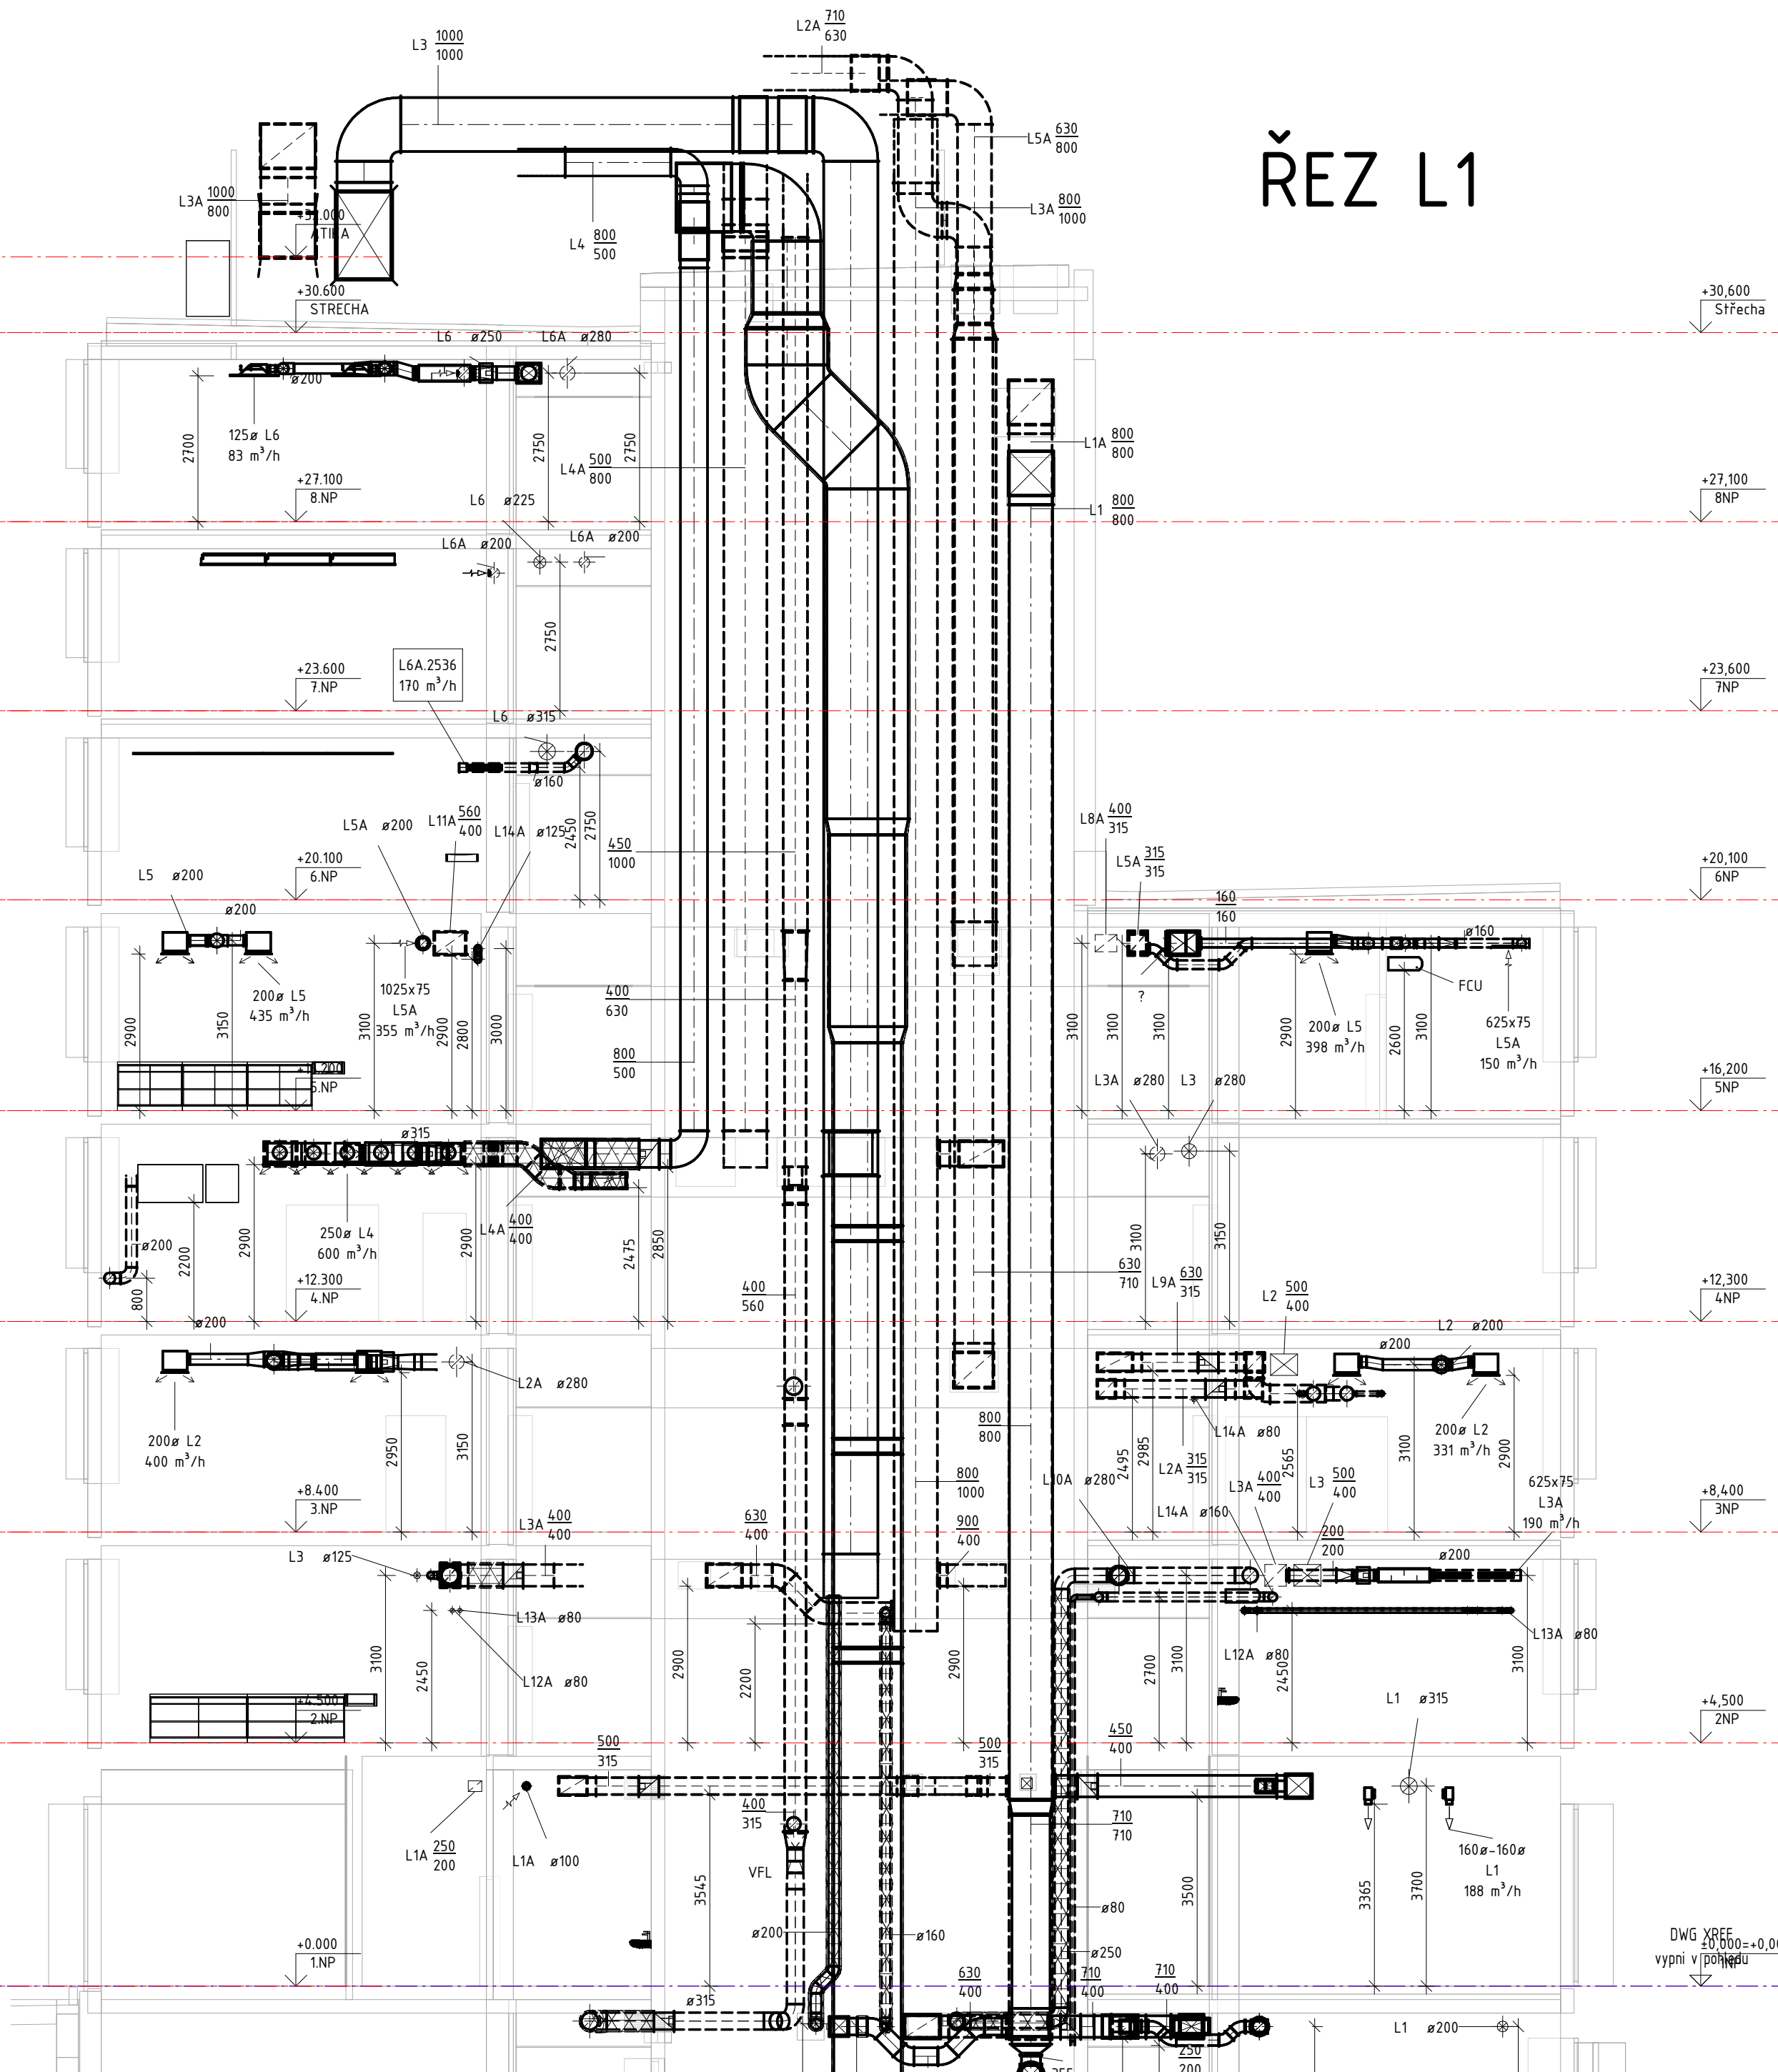 L2A 710
630
L3 1000
1000
ŘEZ L1
L5A 630
800
L3A 1000
800
L3A 800
1000
+32.000
ATIKA
L4 800
500
+30.600
STRECHA
+30,600
Střecha
L6 ø250
L6A ø280
ø200
125ø L6
83 m³/h
2700
2750
2750
L4A 500
800
L1A 800
800
+27.100
8.NP
+27,100
8NP
L6 ø225
L1 800
800
L6A ø200
L6A ø200
2750
L6A.2536
170 m³/h
+23.600
7.NP
+23,600
7NP
L6 ø315
ø160
2450
2750
L5A ø200
L11A 560
400
L14A ø125
450
1000
L8A 400
315
L5A 315
315
+20.100
6.NP
+20,100
6NP
L5 ø200
ø200
160
160
ø160
?
FCU
200ø L5
435 m³/h
1025x75
L5A
355 m³/h
400
630
200ø L5
398 m³/h
625x75
L5A
150 m³/h
2900
3150
3100
2900
2800
3000
3100
3100
3100
2900
2600
3100
800
500
5.NP
+16,200
5NP
L3A ø280
L3 ø280
ø315
ø200
250ø L4
600 m³/h
L4A 400
400
800
2200
2900
2900
2475
2850
3100
3150
+12.300
4.NP
+12,300
4NP
400
560
630
710
L9A 630
315
L2 500
400
ø200
L2 ø200
ø200
L2A ø280
200ø L2
400 m³/h
2950
3150
800
800
L14A ø80
200ø L2
331 m³/h
2495
2985
2565
3100
2900
L2A 315
315
L10A ø280
L3A 400
400
L3 500
400
625x75
L3A
190 m³/h
800
1000
L14A ø160
+8.400
3.NP
+8,400
3NP
L3A 400
400
630
400
900
400
200
200
ø200
L3 ø125
L13A ø80
L12A ø80
L13A ø80
L12A ø80
3100
2450
2900
2200
2900
2700
3100
2450
3100
+4.500
2.NP
+4,500
2NP
L1 ø315
500
315
500
315
450
400
400
315
710
710
L1A 250
200
L1A ø100
VFL
3545
3500
3365
3700
160ø-160ø
L1
188 m³/h
ø80
ø200
ø160
ø250
+0.000
1.NP
DWG XREF
±0,000=+0,00
vypni v pohledu
1NP
ø315
630
400
710
400
710
400
L1 ø200
250
200